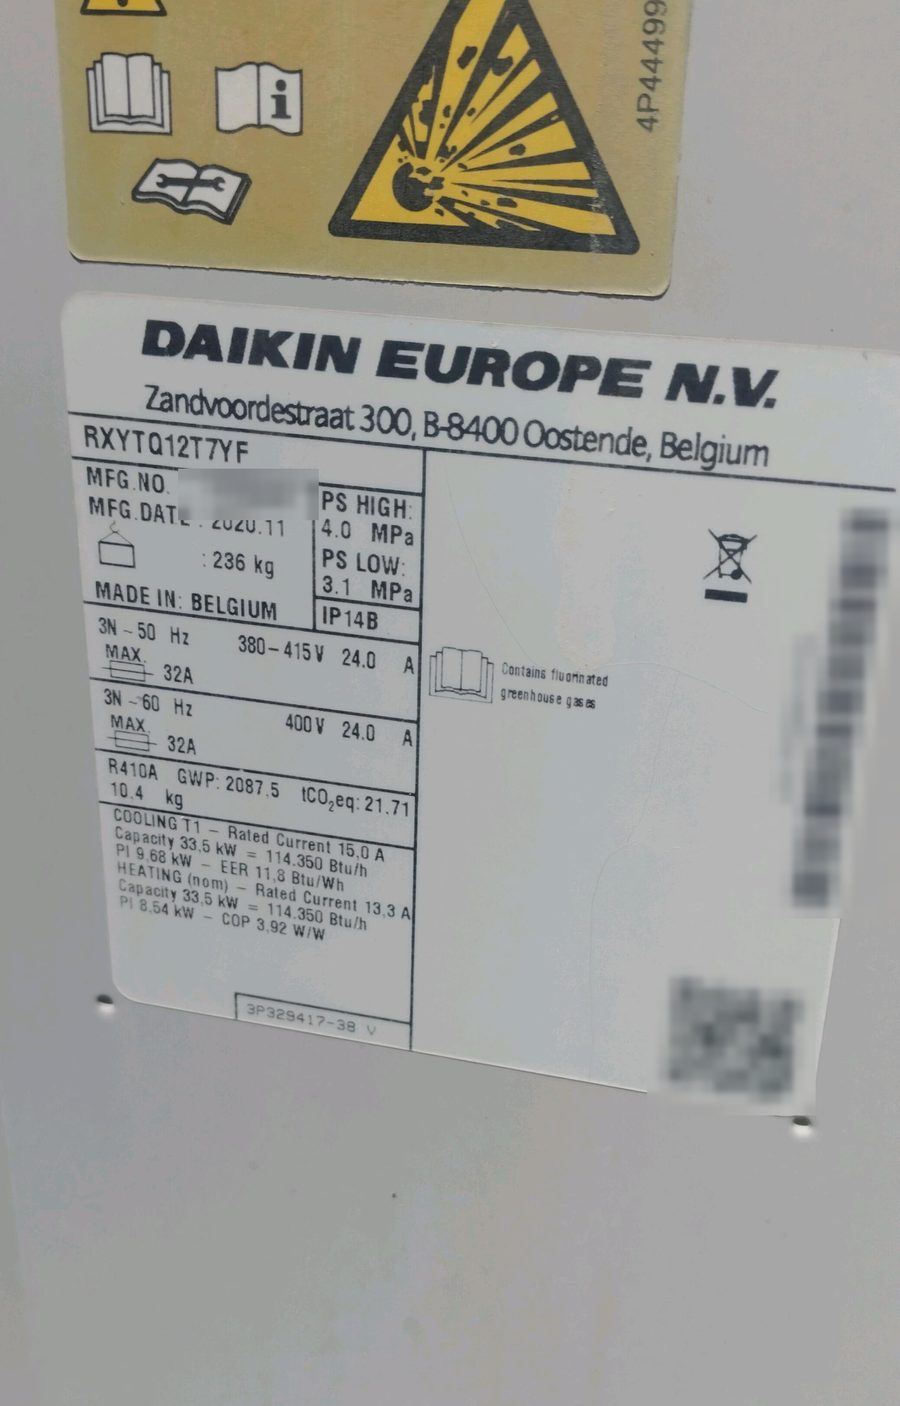 4P44499
DAIKIN EUROPE N.V.
Zandvoordestraat 300, B-8400 Oostende, Belgium
RXYTQ12T7YF
MFG.NO.
MFG.DATE : 2020.11
: 236 kg
MADE IN: BELGIUM
PS HIGH:
4.0 MPa
PS LOW:
3.1 MPa
IP14B
3N~50 Hz 380-415V 24.0 A
MAX.
32A
3N~60 Hz 400V 24.0 A
MAX.
32A
R410A GWP: 2087.5 tCO₂eq: 21.71
10.4 kg
COOLING T1 – Rated Current 15,0 A
Capacity 33,5 kW = 114.350 Btu/h
PI 9,68 kW – EER 11,8 Btu/Wh
HEATING (nom) – Rated Current 13,3 A
Capacity 33,5 kW = 114.350 Btu/h
PI 8,54 kW – COP 3,92 W/W
3P329417-38 V
Contains fluorinated
greenhouse gases